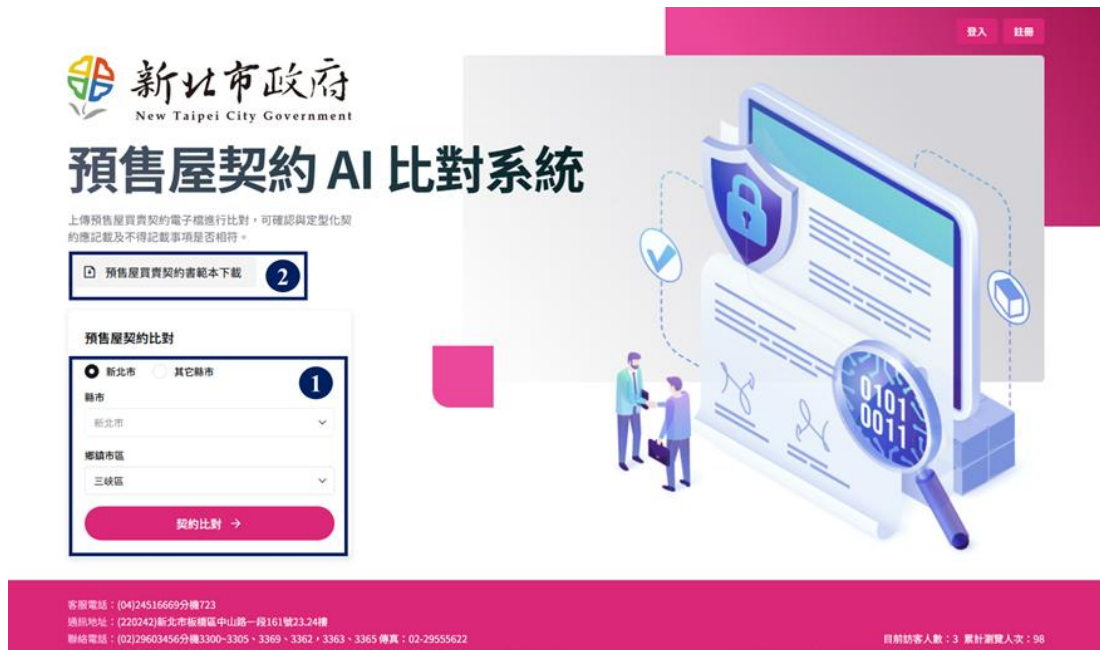 登入 註冊
新北市政府
New Taipei City Government
預售屋契約 AI 比對系統
上傳預售屋買賣契約電子檔進行比對，可確認與定型化契
約應記載及不得記載事項是否相符。
預售屋買賣契約書範本下載 2
預售屋契約比對
新北市 其它縣市 1
縣市
新北市
鄉鎮市區
三峽區
契約比對 →
0101
0011
客服電話：(04)24516669分機723
通訊地址：(220242)新北市板橋區中山路一段161號23.24樓
聯絡電話：(02)29603456分機3300~3305、3369、3362，3363、3365 傳真：02-29555622
目前訪客人數：3 累計瀏覽人次：98